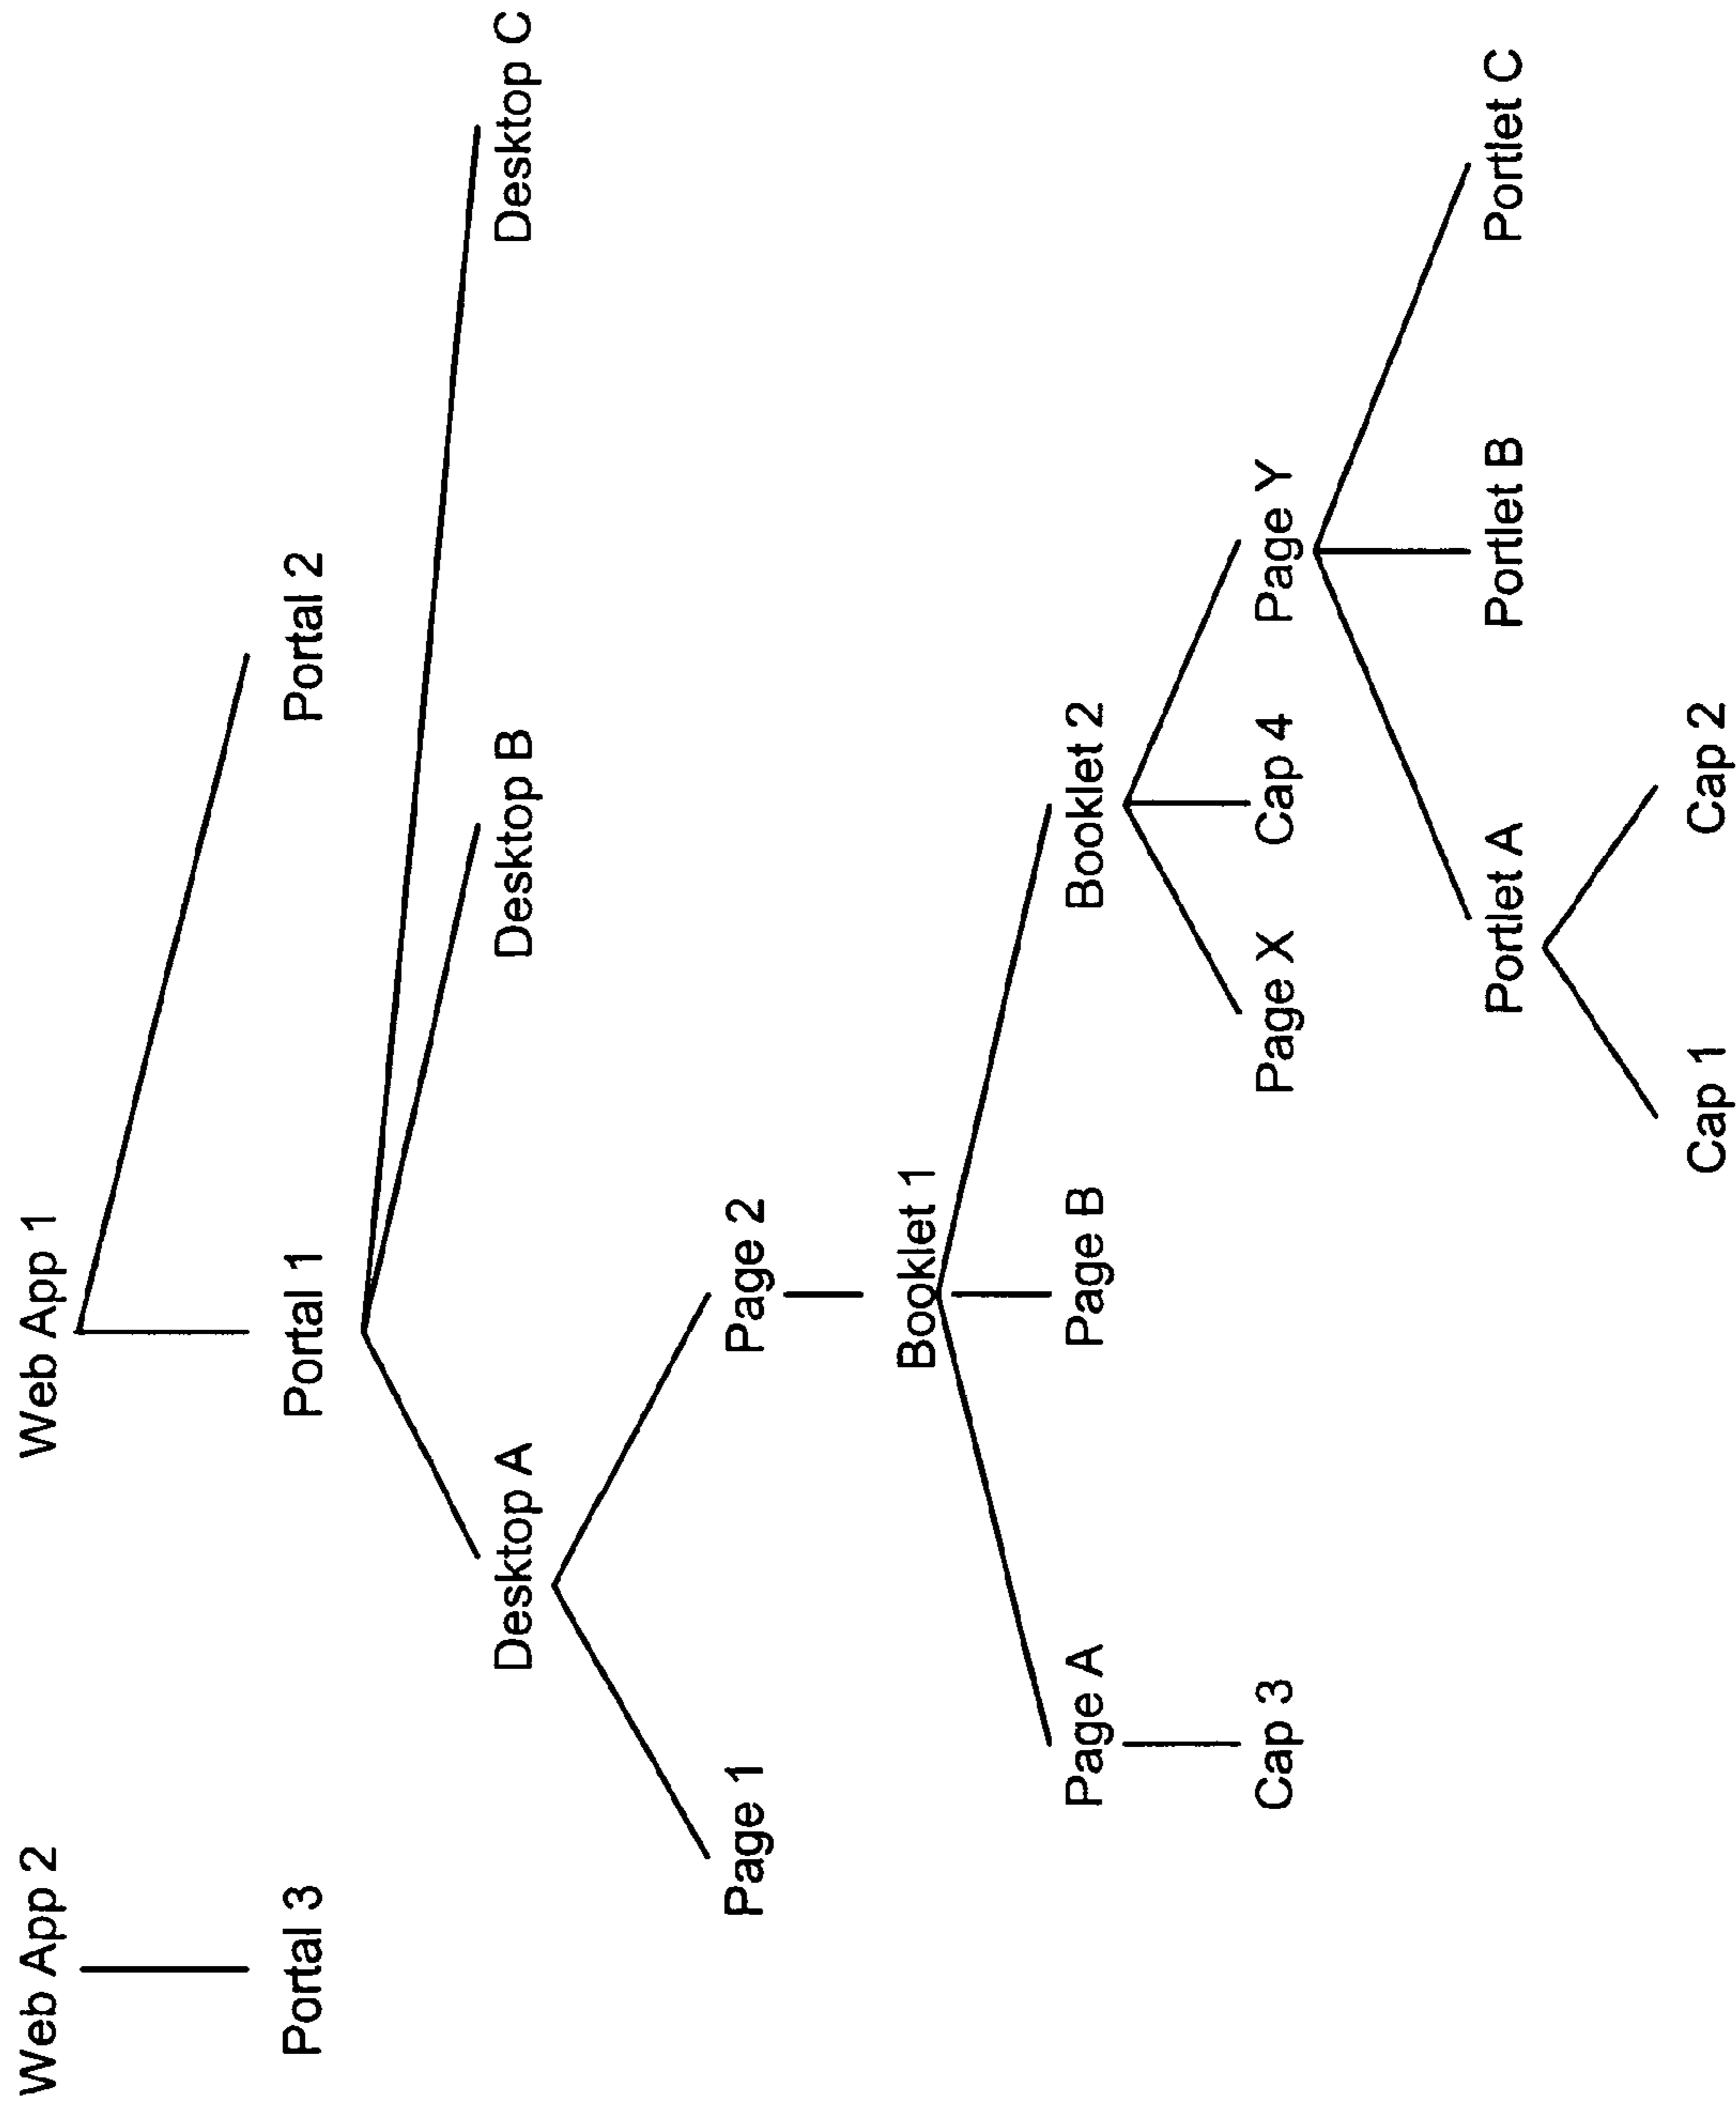 Web App 2
Web App 1
Portal 3
Portal 1
Portal 2
Desktop A
Desktop B
Desktop C
Page 1
Page 2
Booklet 1
Page A
Page B
Booklet 2
Cap 3
Page X
Cap 4
Page Y
Portlet A
Portlet B
Portlet C
Cap 1
Cap 2